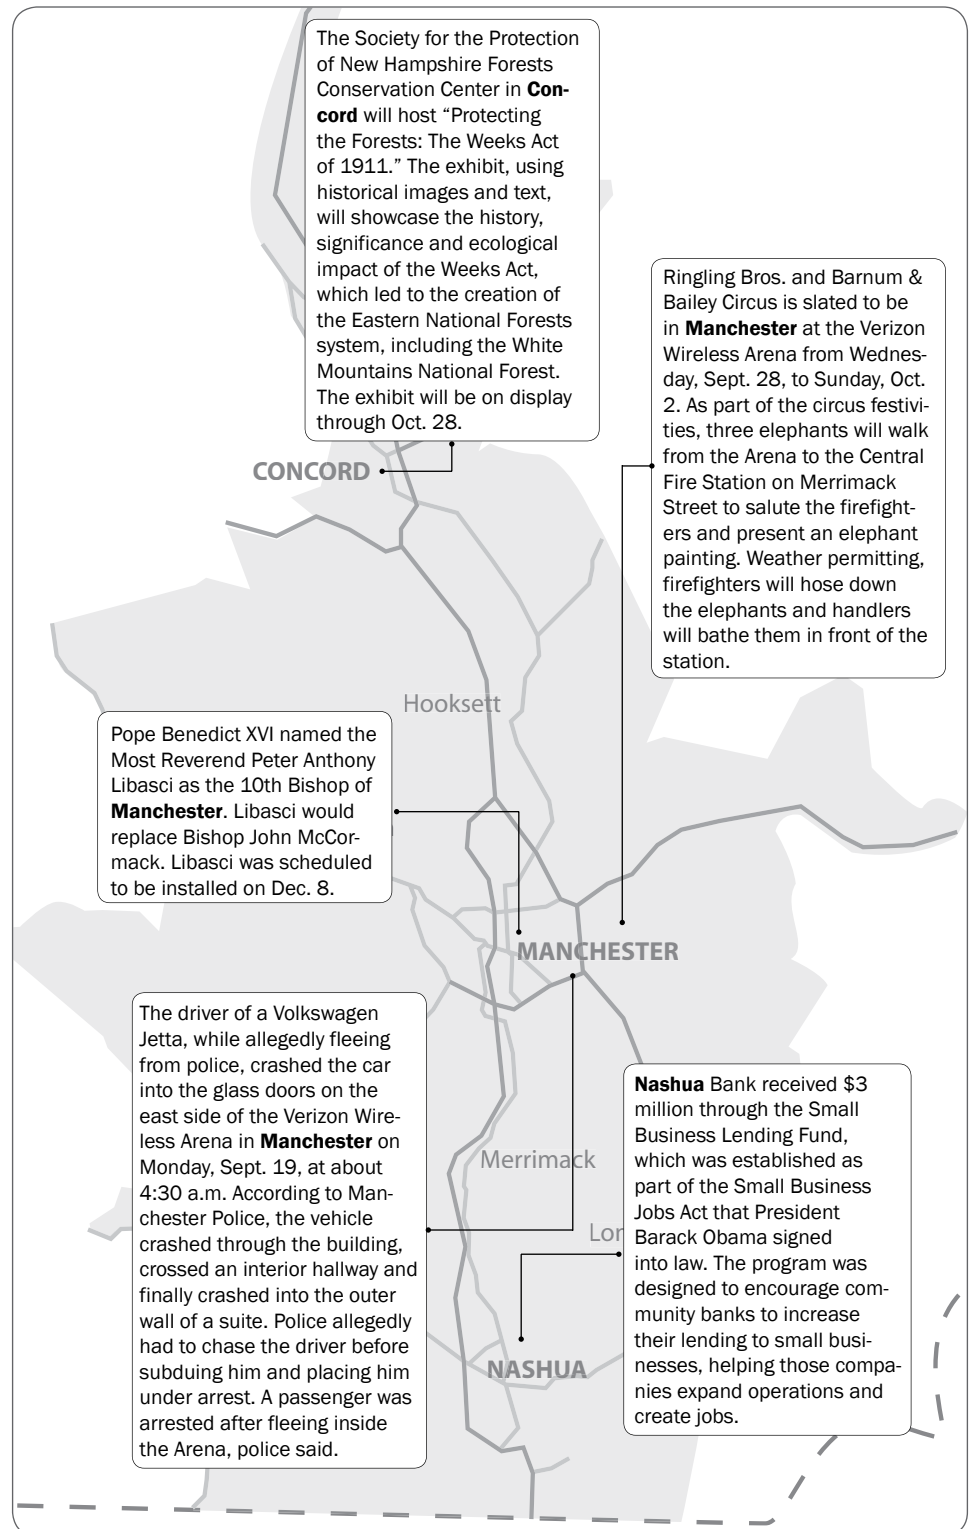 The Society for the Protection
of New Hampshire Forests
Conservation Center in Con-
cord will host “Protecting
the Forests: The Weeks Act
of 1911.” The exhibit, using
historical images and text,
will showcase the history,
significance and ecological
impact of the Weeks Act,
which led to the creation of
the Eastern National Forests
system, including the White
Mountains National Forest.
The exhibit will be on display
through Oct. 28.
CONCORD
Ringling Bros. and Barnum &
Bailey Circus is slated to be
in Manchester at the Verizon
Wireless Arena from Wednes-
day, Sept. 28, to Sunday, Oct.
2. As part of the circus festivi-
ties, three elephants will walk
from the Arena to the Central
Fire Station on Merrimack
Street to salute the firefight-
ers and present an elephant
painting. Weather permitting,
firefighters will hose down
the elephants and handlers
will bathe them in front of the
station.
Hooksett
Pope Benedict XVI named the
Most Reverend Peter Anthony
Libasci as the 10th Bishop of
Manchester. Libasci would
replace Bishop John McCor-
mack. Libasci was scheduled
to be installed on Dec. 8.
MANCHESTER
The driver of a Volkswagen
Jetta, while allegedly fleeing
from police, crashed the car
into the glass doors on the
east side of the Verizon Wire-
less Arena in Manchester on
Monday, Sept. 19, at about
4:30 a.m. According to Man-
chester Police, the vehicle
crashed through the building,
crossed an interior hallway and
finally crashed into the outer
wall of a suite. Police allegedly
had to chase the driver before
subduing him and placing him
under arrest. A passenger was
arrested after fleeing inside
the Arena, police said.
Merrimack
Lor
Nashua Bank received $3
million through the Small
Business Lending Fund,
which was established as
part of the Small Business
Jobs Act that President
Barack Obama signed
into law. The program was
designed to encourage com-
munity banks to increase
their lending to small busi-
nesses, helping those compa-
nies expand operations and
create jobs.
NASHUA